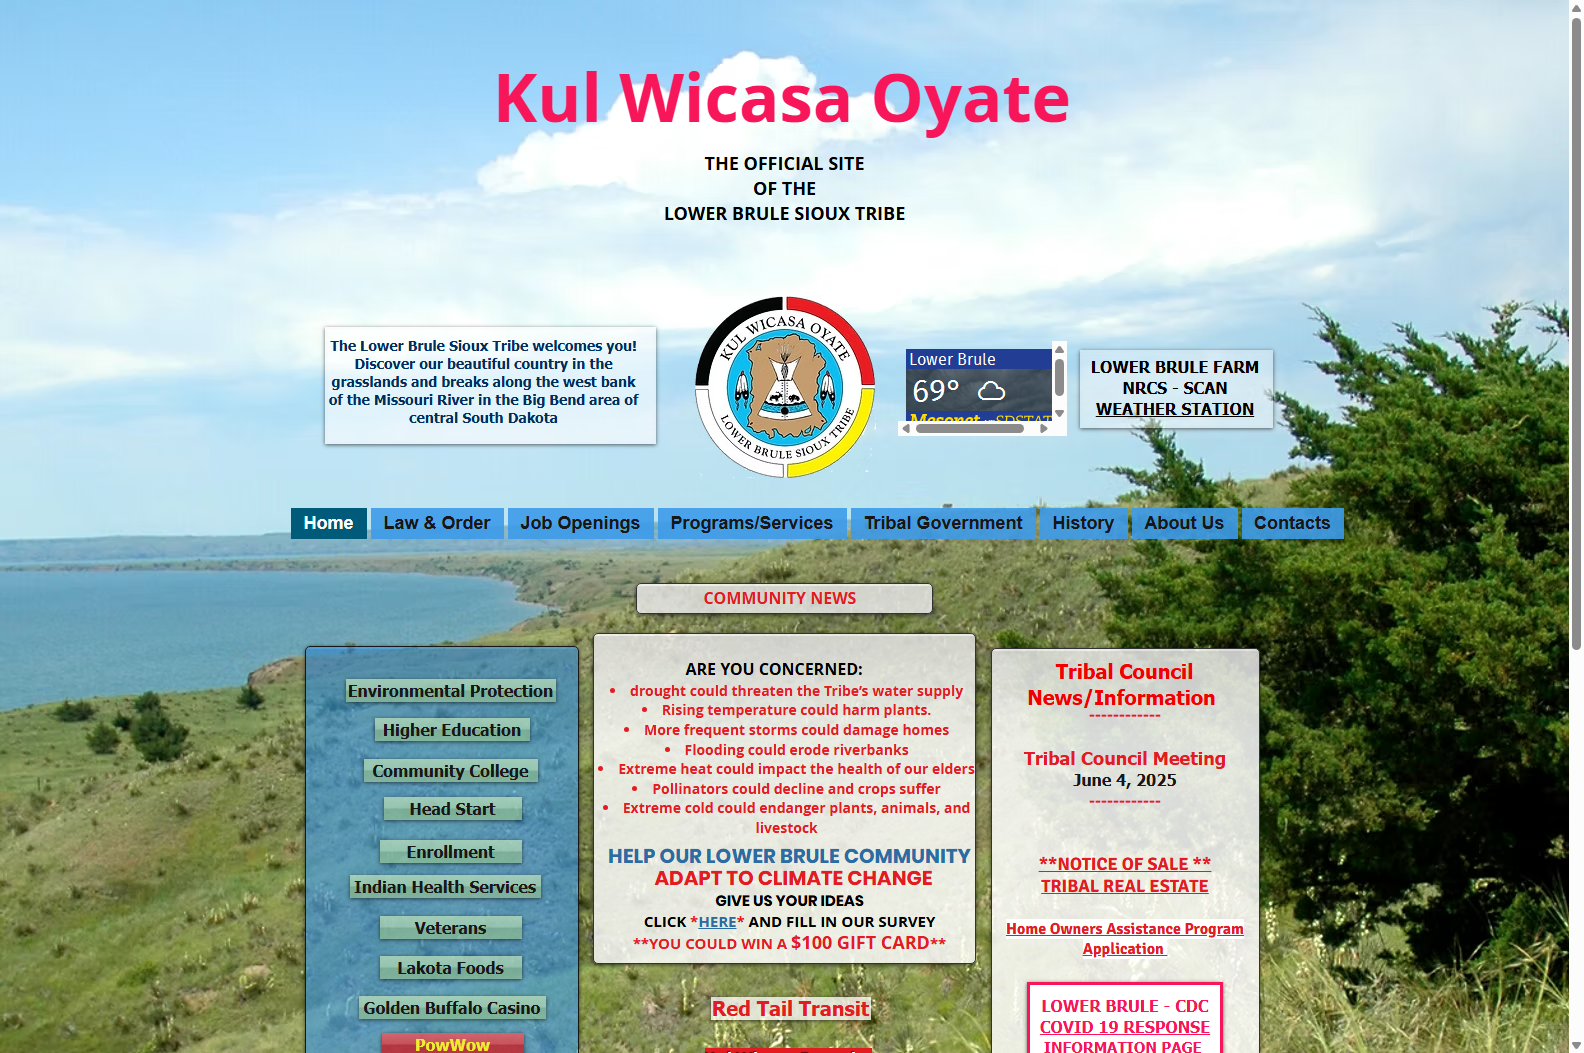 Kul Wicasa Oyate
THE OFFICIAL SITE
OF THE
LOWER BRULE SIOUX TRIBE
The Lower Brule Sioux Tribe welcomes you!
Discover our beautiful country in the
grasslands and breaks along the west bank
of the Missouri River in the Big Bend area of
central South Dakota
KUL WICASA OYATE
LOWER BRULE SIOUX TRIBE
Lower Brule
69°
Mesonet
SDSTAT
LOWER BRULE FARM
NRCS - SCAN
WEATHER STATION
Home
Law & Order
Job Openings
Programs/Services
Tribal Government
History
About Us
Contacts
COMMUNITY NEWS
Environmental Protection
Higher Education
Community College
Head Start
Enrollment
Indian Health Services
Veterans
Lakota Foods
Golden Buffalo Casino
PowWow
ARE YOU CONCERNED:
• drought could threaten the Tribe’s water supply
• Rising temperature could harm plants.
• More frequent storms could damage homes
• Flooding could erode riverbanks
• Extreme heat could impact the health of our elders
• Pollinators could decline and crops suffer
• Extreme cold could endanger plants, animals, and
livestock
HELP OUR LOWER BRULE COMMUNITY
ADAPT TO CLIMATE CHANGE
GIVE US YOUR IDEAS
CLICK *HERE* AND FILL IN OUR SURVEY
**YOU COULD WIN A $100 GIFT CARD**
Red Tail Transit
Tribal Council
News/Information
------------
Tribal Council Meeting
June 4, 2025
------------
**NOTICE OF SALE **
TRIBAL REAL ESTATE
Home Owners Assistance Program
Application
LOWER BRULE - CDC
COVID 19 RESPONSE
INFORMATION PAGE